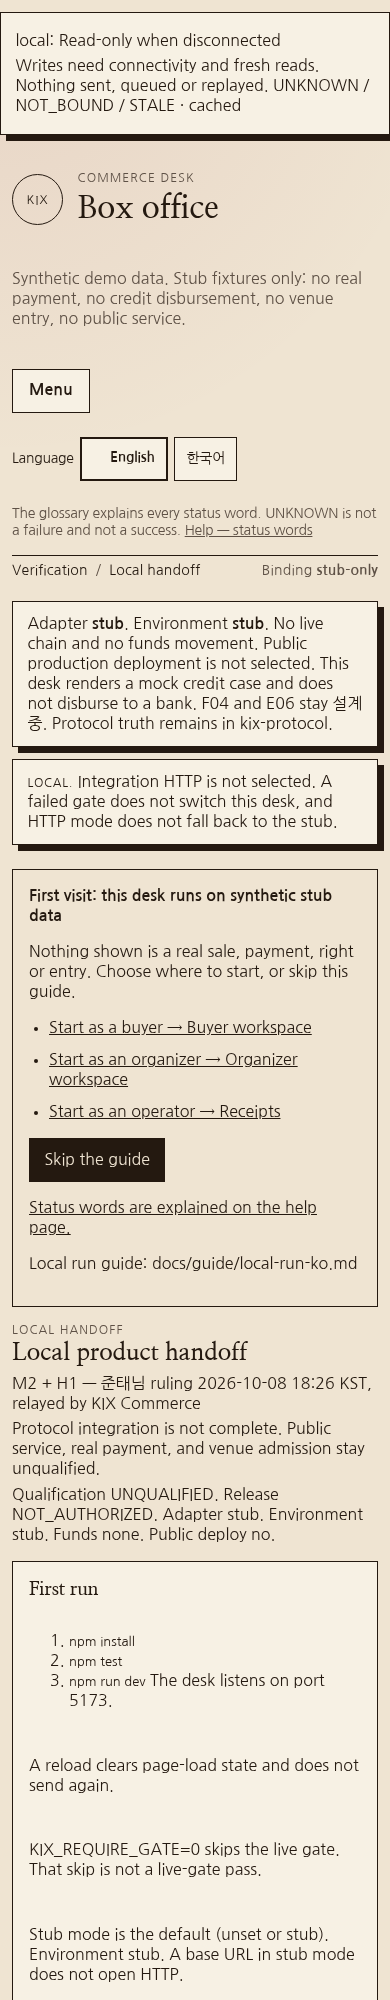 local: Read-only when disconnected
Writes need connectivity and fresh reads.
Nothing sent, queued or replayed. UNKNOWN /
NOT_BOUND / STALE · cached
KIX
COMMERCE DESK
Box office
Synthetic demo data. Stub fixtures only: no real
payment, no credit disbursement, no venue
entry, no public service.
Menu
Language English 한국어
The glossary explains every status word. UNKNOWN is not
a failure and not a success. Help — status words
Verification / Local handoff Binding stub-only
Adapter stub. Environment stub. No live
chain and no funds movement. Public
production deployment is not selected. This
desk renders a mock credit case and does
not disburse to a bank. F04 and E06 stay 설계
중. Protocol truth remains in kix-protocol.
LOCAL. Integration HTTP is not selected. A
failed gate does not switch this desk, and
HTTP mode does not fall back to the stub.
First visit: this desk runs on synthetic stub
data
Nothing shown is a real sale, payment, right
or entry. Choose where to start, or skip this
guide.
• Start as a buyer → Buyer workspace
• Start as an organizer → Organizer
workspace
• Start as an operator → Receipts
Skip the guide
Status words are explained on the help
page.
Local run guide: docs/guide/local-run-ko.md
LOCAL HANDOFF
Local product handoff
M2 + H1 — 준태님 ruling 2026-10-08 18:26 KST,
relayed by KIX Commerce
Protocol integration is not complete. Public
service, real payment, and venue admission stay
unqualified.
Qualification UNQUALIFIED. Release
NOT_AUTHORIZED. Adapter stub. Environment
stub. Funds none. Public deploy no.
First run
1. npm install
2. npm test
3. npm run dev The desk listens on port
5173.
A reload clears page-load state and does not
send again.
KIX_REQUIRE_GATE=0 skips the live gate.
That skip is not a live-gate pass.
Stub mode is the default (unset or stub).
Environment stub. A base URL in stub mode
does not open HTTP.